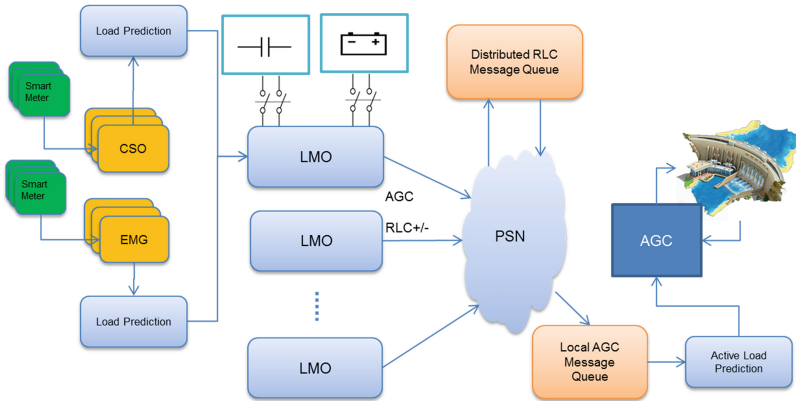 Load Prediction
Smart
Meter
CSO
Smart
Meter
EMG
Load Prediction
LMO
AGC
LMO
RLC+/-
LMO
Distributed RLC
Message Queue
PSN
AGC
Local AGC
Message
Queue
Active Load
Prediction